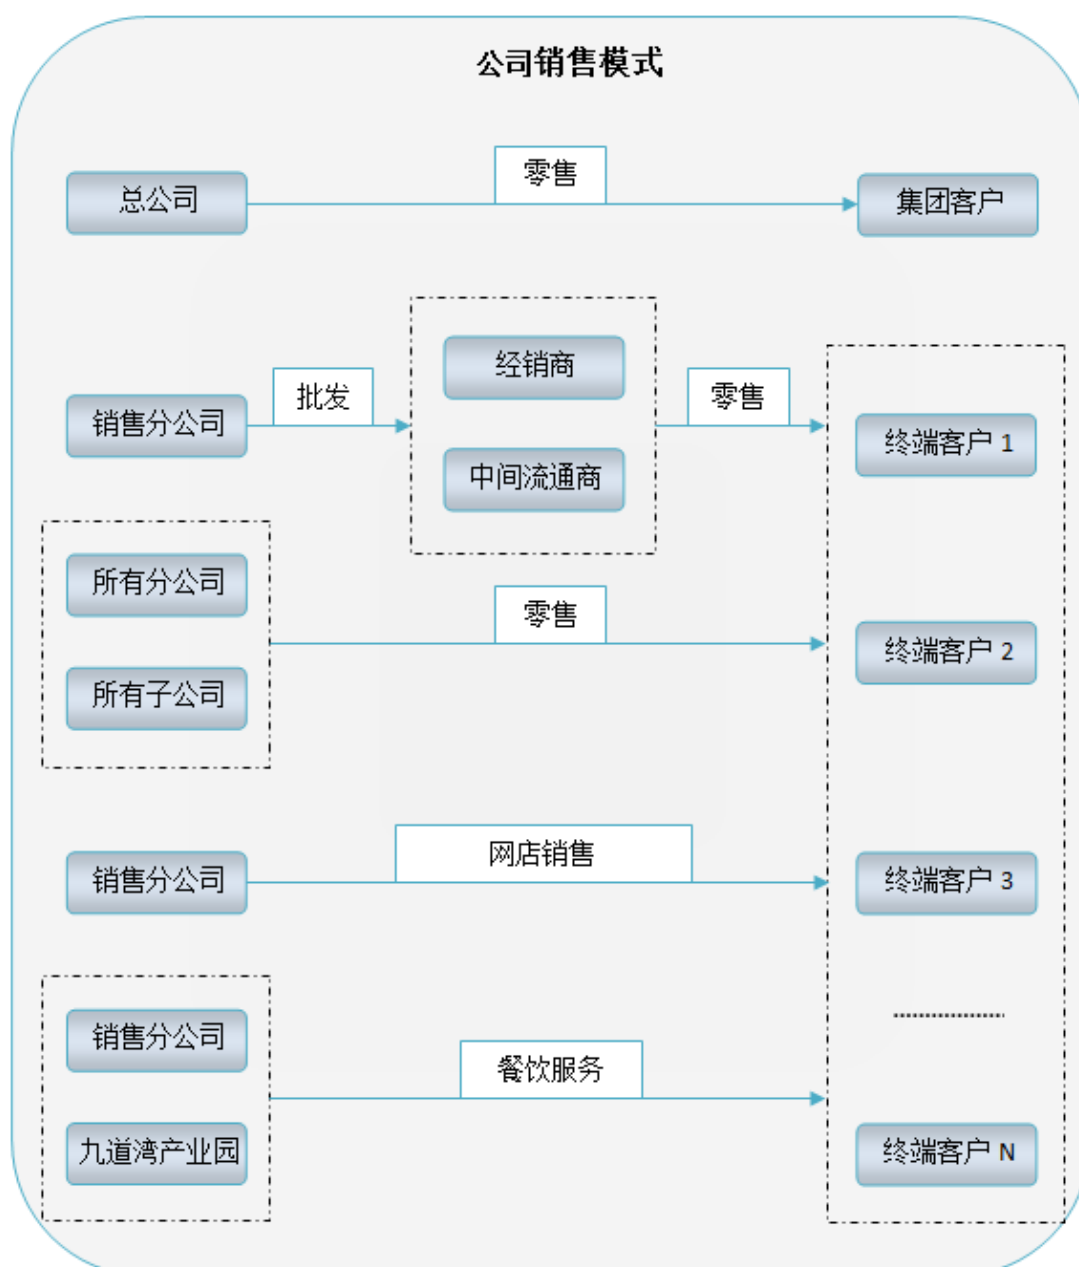 公司销售模式
零售
总公司
集团客户
经销商
批发
零售
销售分公司
终端客户 1
中间流通商
所有分公司
零售
终端客户 2
所有子公司
网店销售
销售分公司
终端客户 3
销售分公司
餐饮服务
九道湾产业园
终端客户 N